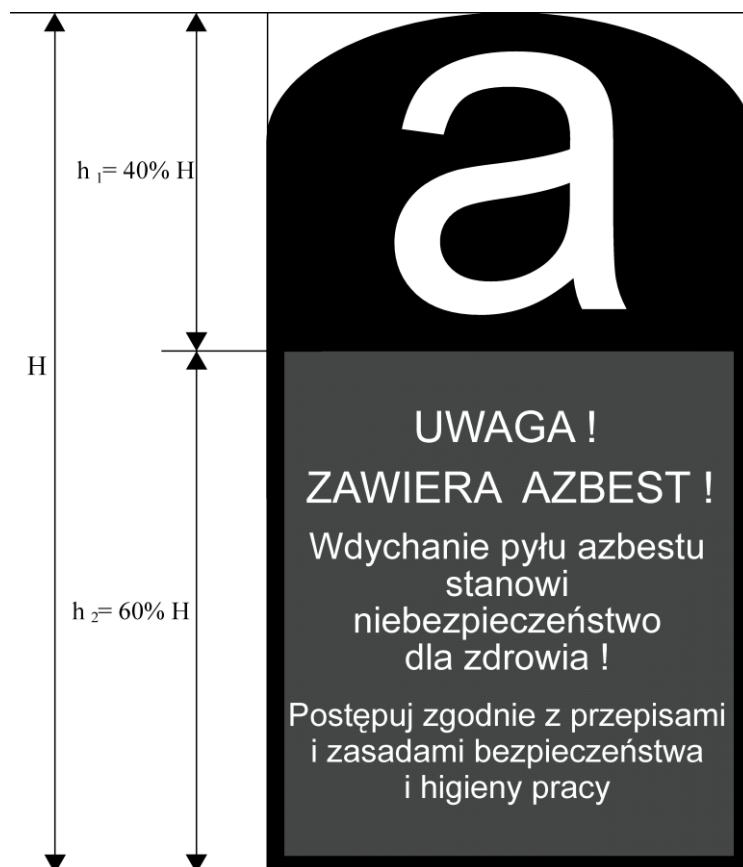 a
h 1= 40% H
H
UWAGA !
ZAWIERA AZBEST !
Wdychanie pyłu azbestu
stanowi
niebezpieczeństwo
dla zdrowia !
h 2= 60% H
Postępuj zgodnie z przepisami
i zasadami bezpieczeństwa
i higieny pracy